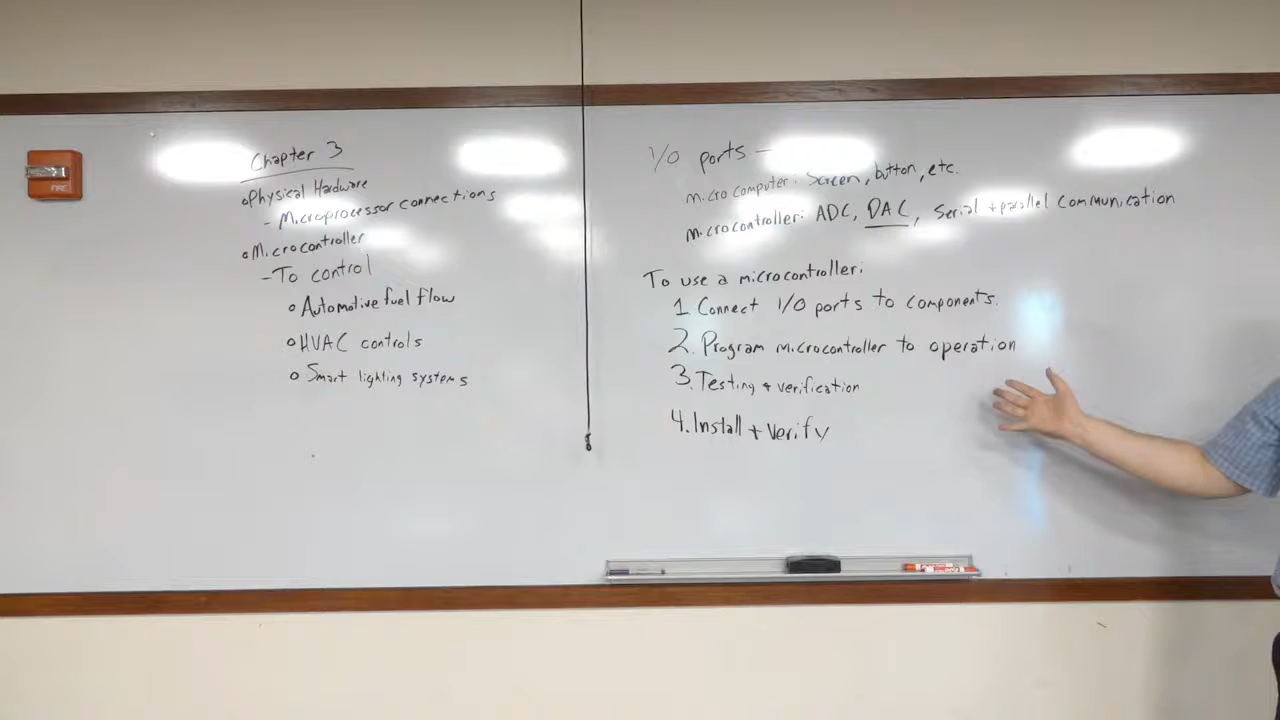 Chapter 3
Physical Hardware
- Microprocessor connections
Microcontroller
- To control
Automotive fuel flow
HVAC controls
Smart lighting systems
I/O ports -
microcomputer: Screen, button, etc.
Microcontroller: ADC, DAC, Serial + parallel communication
To use a microcontroller:
1. Connect I/O ports to components.
2. Program microcontroller to operation
3. Testing + verification
4. Install + Verify
FIRE